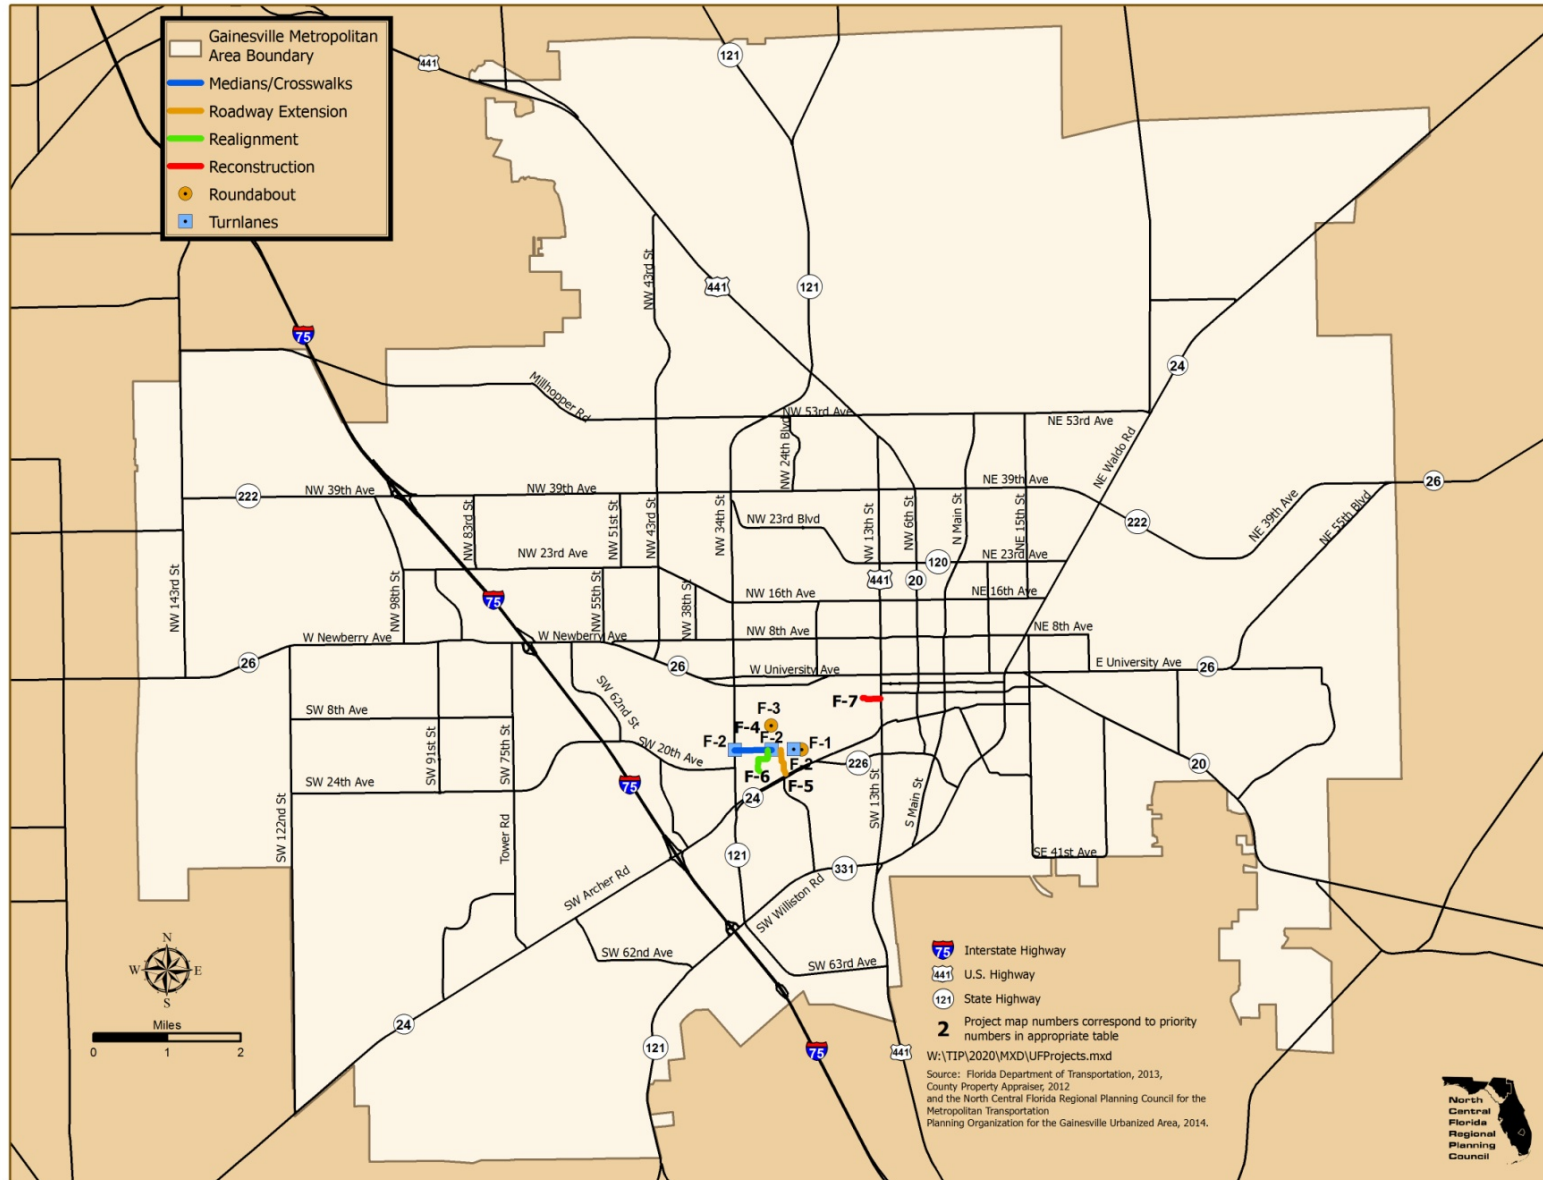 Gainesville Metropolitan
Area Boundary
Medians/Crosswalks
Roadway Extension
Realignment
Reconstruction
Roundabout
Turnlanes
441
121
75
441
121
NW 43rd St
24
Millhopper Rd
NW 53rd Ave
NE 53rd Ave
NW 24th Blvd
NE Waldo Rd
222
NW 39th Ave
NW 39th Ave
NE 39th Ave
26
NE 39th Ave
NE 55th Blvd
222
NW 83rd St
NW 51st St
NW 43rd St
NW 34th St
NW 23rd Blvd
NW 13th St
NW 6th St
N Main St
NE 15th St
NW 23rd Ave
120
NE 23rd Ave
NW 143rd St
NW 98th St
75
NW 55th St
NW 38th St
441
20
NW 16th Ave
NE 16th Ave
W Newberry Ave
W Newberry Ave
NW 8th Ave
NE 8th Ave
26
26
W University Ave
E University Ave
26
SW 62nd St
F-7
F-3
F-4
SW 8th Ave
F-2
F-2
F-1
SW 20th Ave
SW 91st St
SW 75th St
F-2
226
20
SW 24th Ave
75
F-6
F-5
24
SW 122nd St
Tower Rd
SW 13th St
S Main St
121
331
SE 41st Ave
SW Archer Rd
SW Williston Rd
SW 62nd Ave
SW 63rd Ave
24
121
75
441
N
W
E
S
Miles
0 1 2
75 Interstate Highway
441 U.S. Highway
121 State Highway
2 Project map numbers correspond to priority
numbers in appropriate table
W:\TIP\2020\MXD\UFProjects.mxd
Source: Florida Department of Transportation, 2013,
County Property Appraiser, 2012
and the North Central Florida Regional Planning Council for the
Metropolitan Transportation
Planning Organization for the Gainesville Urbanized Area, 2014.
North
Central
Florida
Regional
Planning
Council